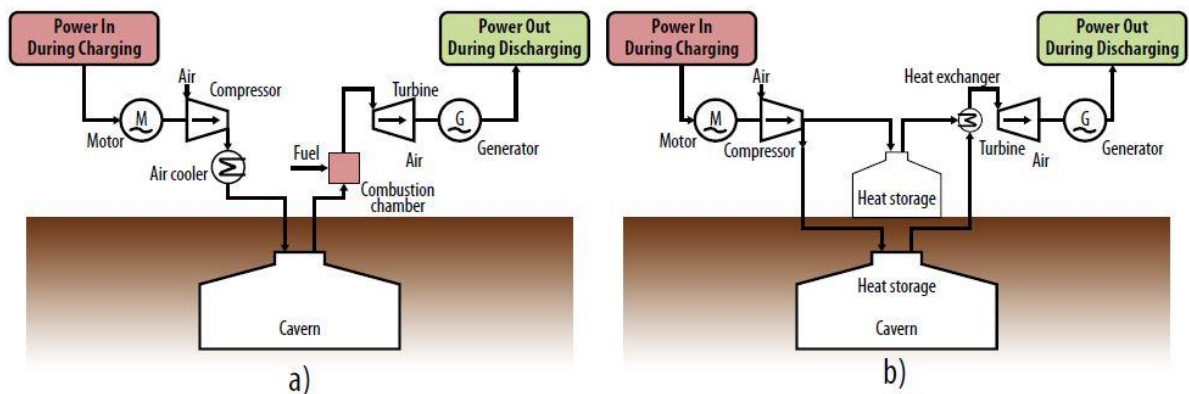 Power In
During Charging
Power Out
During Discharging
Air
Compressor
Turbine
M
G
Motor
Fuel
Air
Generator
Air cooler
Combustion
chamber
Cavern
a)
Power In
During Charging
Power Out
During Discharging
Air
Heat exchanger
M
G
Motor
Compressor
Turbine
Air
Generator
Heat storage
Heat storage
Cavern
b)